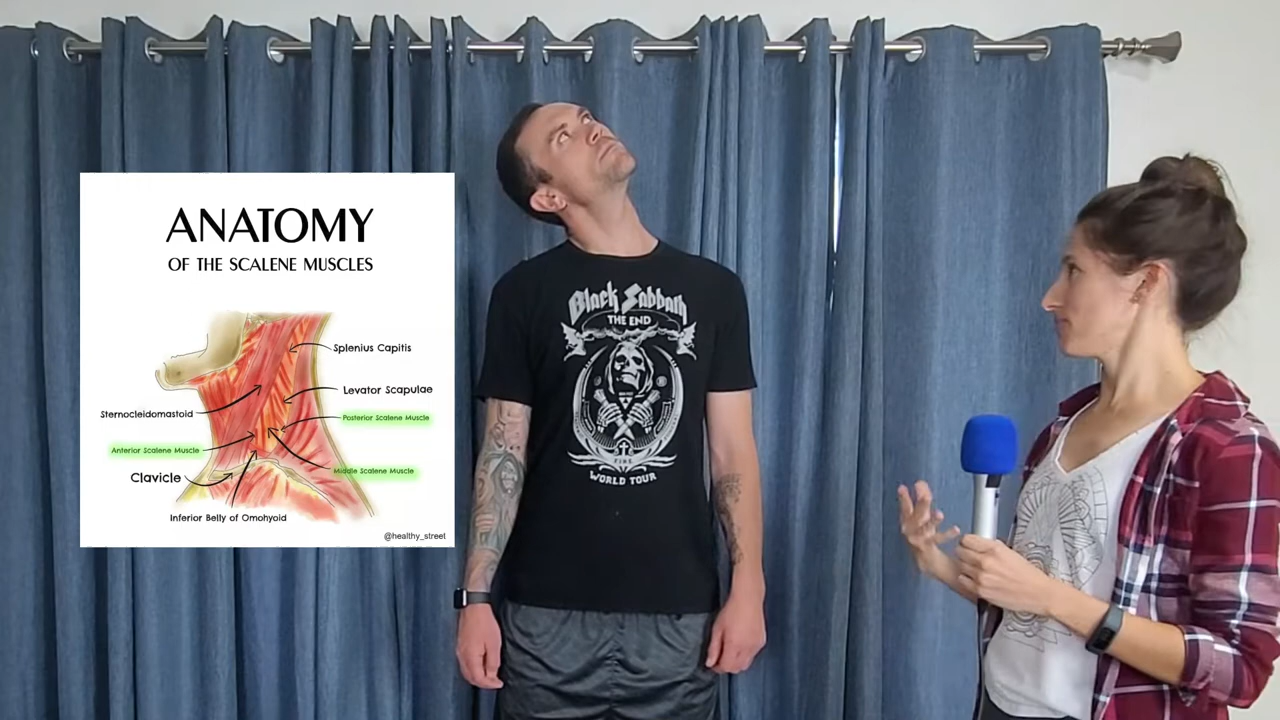 ANATOMY
OF THE SCALENE MUSCLES
Splenius Capitis
Levator Scapulae
Sternocleidomastoid
Posterior Scalene Muscle
Anterior Scalene Muscle
Middle Scalene Muscle
Clavicle
Inferior Belly of Omohyoid
@healthy_street
Black Sabbath
THE END
WORLD TOUR